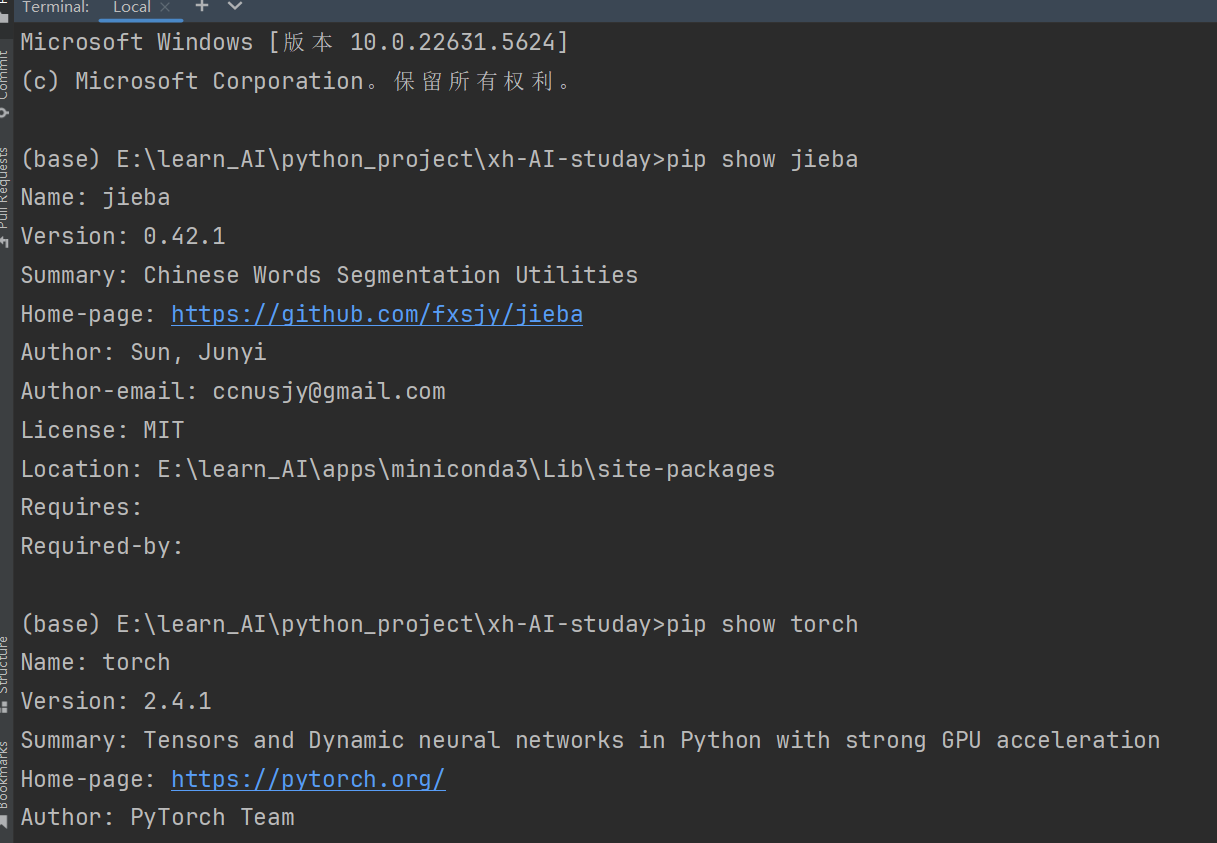 Terminal: Local × + ∨
Microsoft Windows [版本 10.0.22631.5624]
(c) Microsoft Corporation。保留所有权利。
(base) E:\learn_AI\python_project\xh-AI-studay>pip show jieba
Name: jieba
Version: 0.42.1
Summary: Chinese Words Segmentation Utilities
Home-page: https://github.com/fxsjy/jieba
Author: Sun, Junyi
Author-email: ccnusjy@gmail.com
License: MIT
Location: E:\learn_AI\apps\miniconda3\Lib\site-packages
Requires:
Required-by:
(base) E:\learn_AI\python_project\xh-AI-studay>pip show torch
Name: torch
Version: 2.4.1
Summary: Tensors and Dynamic neural networks in Python with strong GPU acceleration
Home-page: https://pytorch.org/
Author: PyTorch Team
Commit
Pull Requests
Structure
Bookmarks